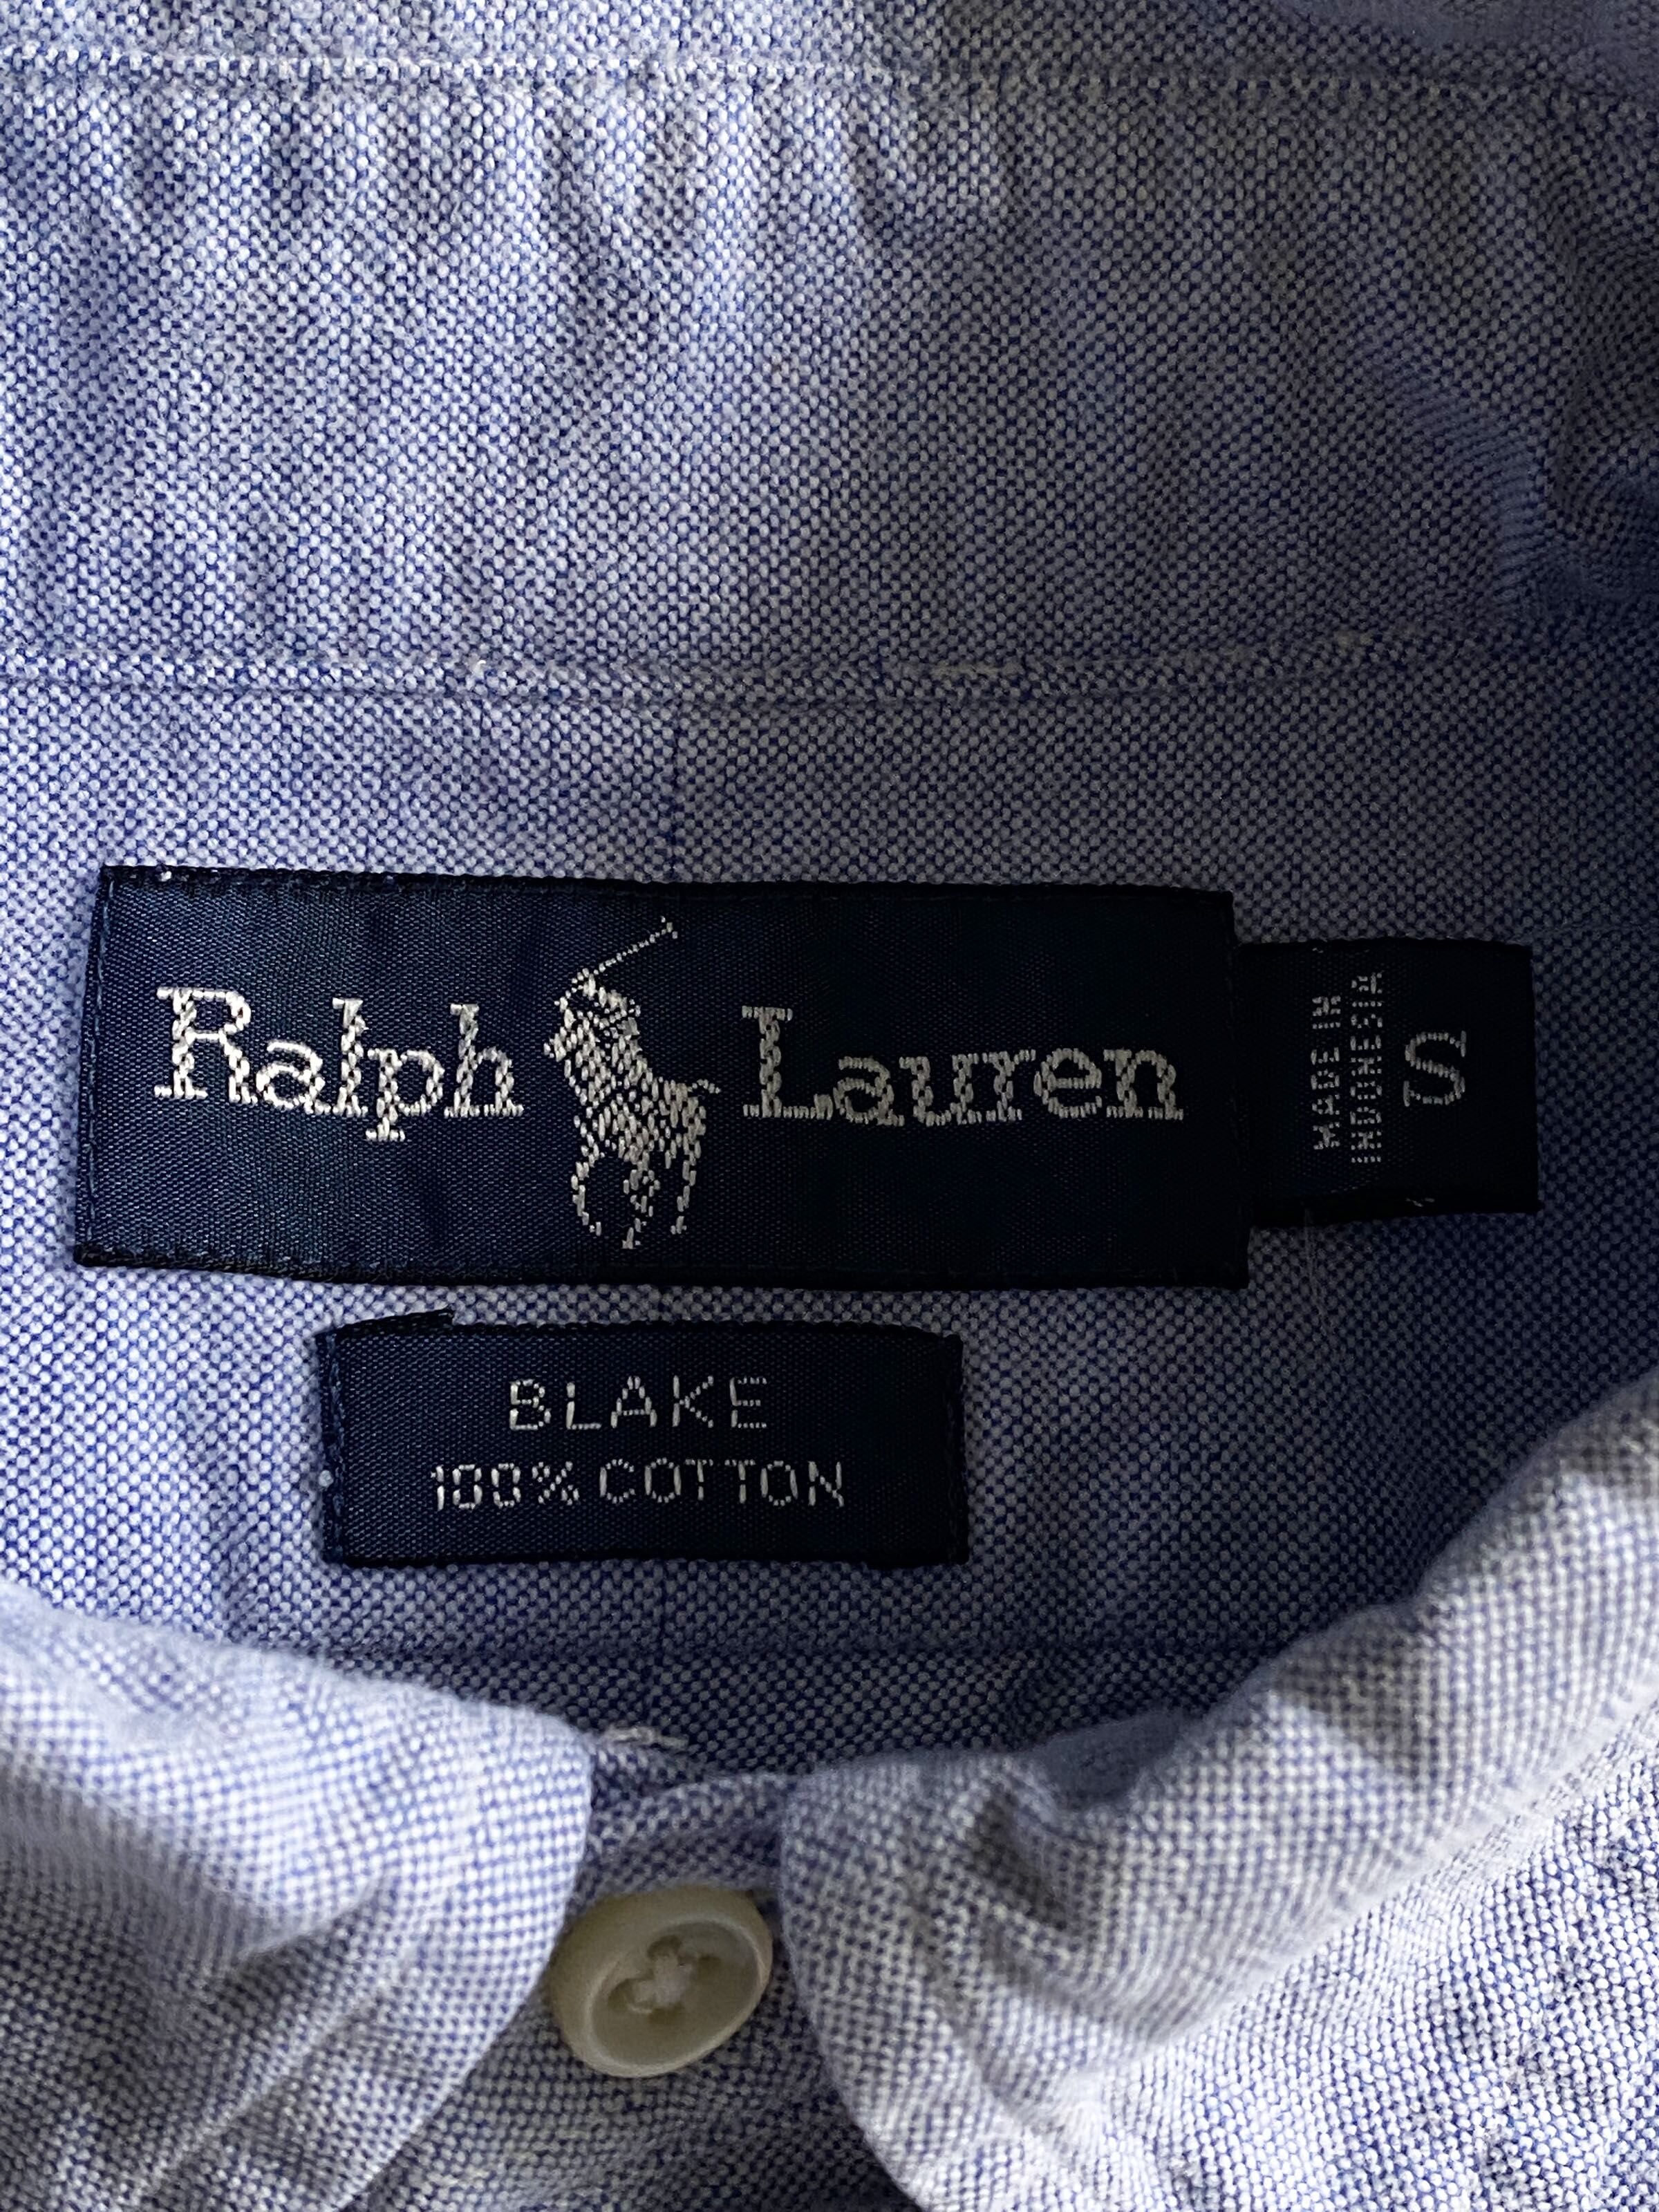 Ralph Lauren
MADE IN
INDONESIA
S
BLAKE
100% COTTON